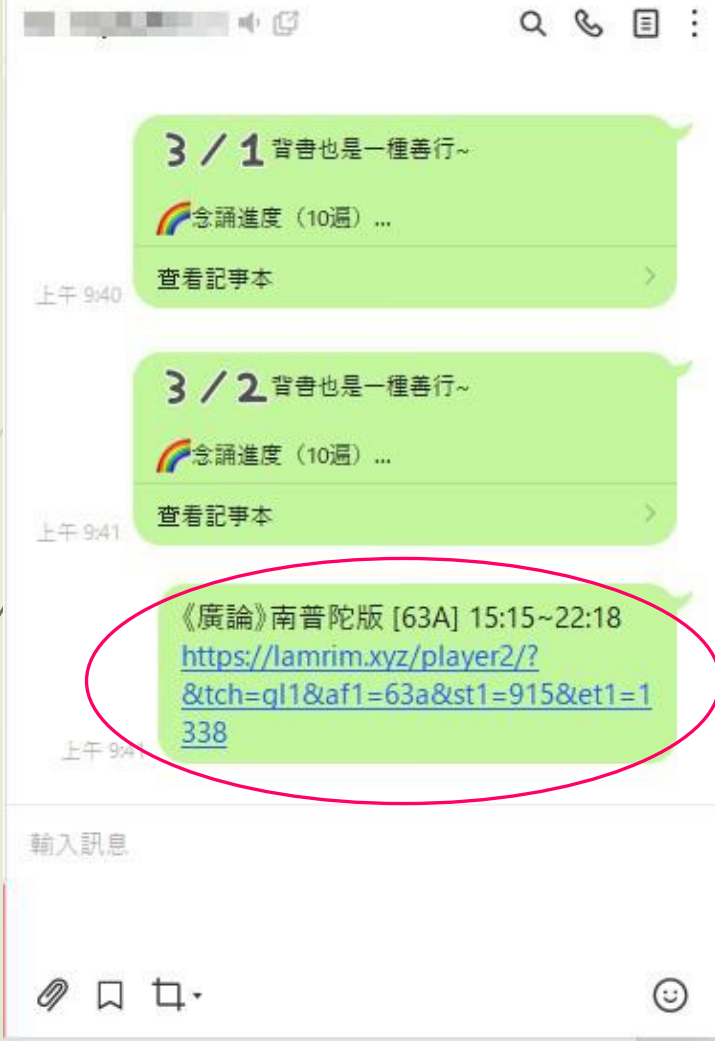 3/1背書也是一種善行~
🌈念誦進度（10遍）...
查看記事本
上午 9:40
3/2背書也是一種善行~
🌈念誦進度（10遍）...
查看記事本
上午 9:41
《廣論》南普陀版 [63A] 15:15~22:18
https://lamrim.xyz/player2/?
&tch=gl1&af1=63a&st1=915&et1=1
338
上午 9:41
輸入訊息